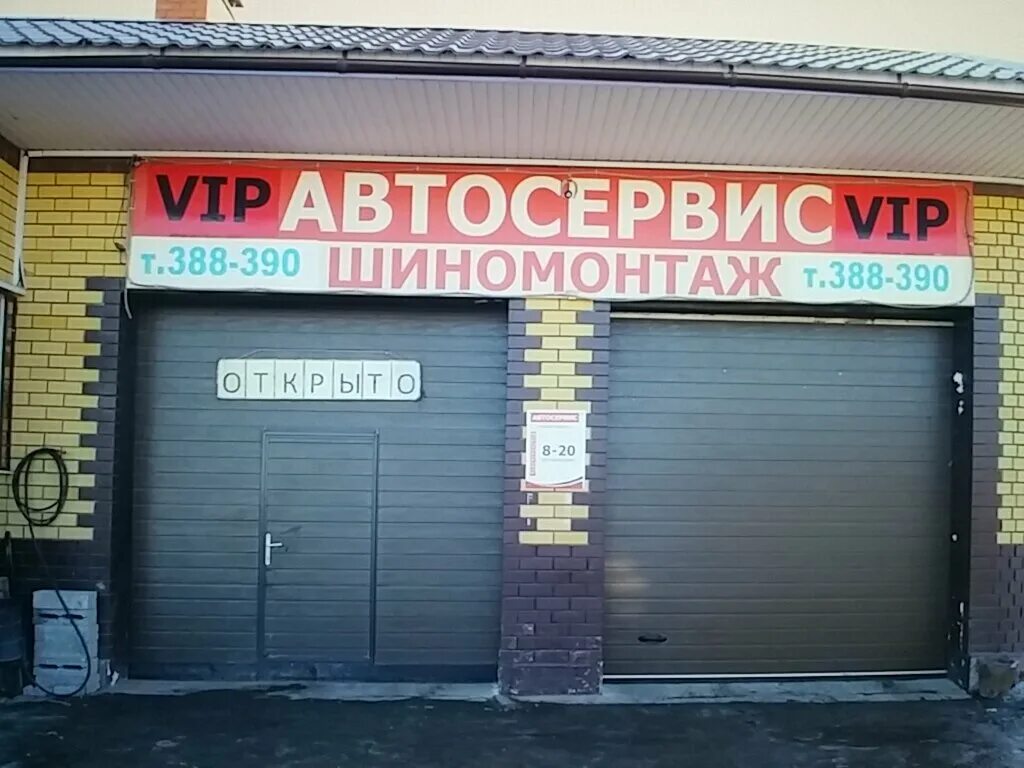 VIP АВТОСЕРВИС VIP
т.388-390 ШИНОМОНТАЖ т.388-390
ОТКРЫТО
АВТОСЕРВИС
8-20